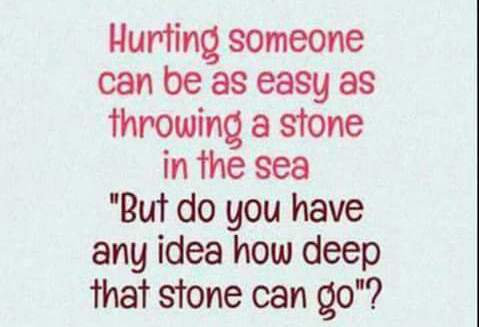 Hurting someone
can be as easy as
throwing a stone
in the sea
"But do you have
any idea how deep
that stone can go"?